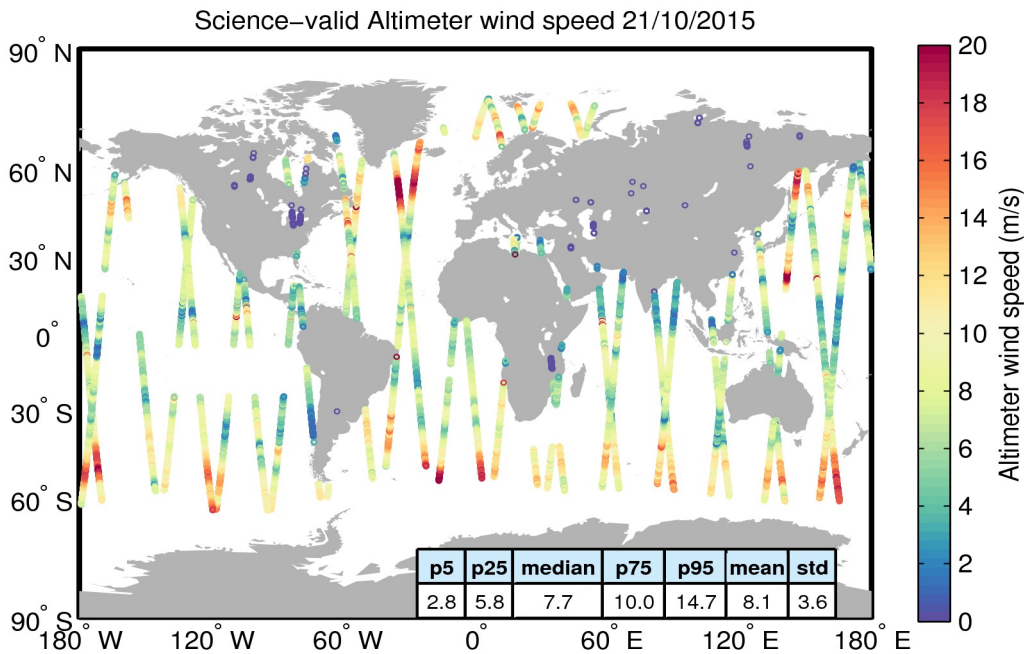 Science−valid Altimeter wind speed 21/10/2015
90° N
60° N
30° N
0°
30° S
60° S
90° S
180° W
120° W
60° W
0°
60° E
120° E
180° E
p5 p25 median p75 p95 mean std
2.8 5.8 7.7 10.0 14.7 8.1 3.6
20
18
16
14
12
10
8
6
4
2
0
Altimeter wind speed (m/s)